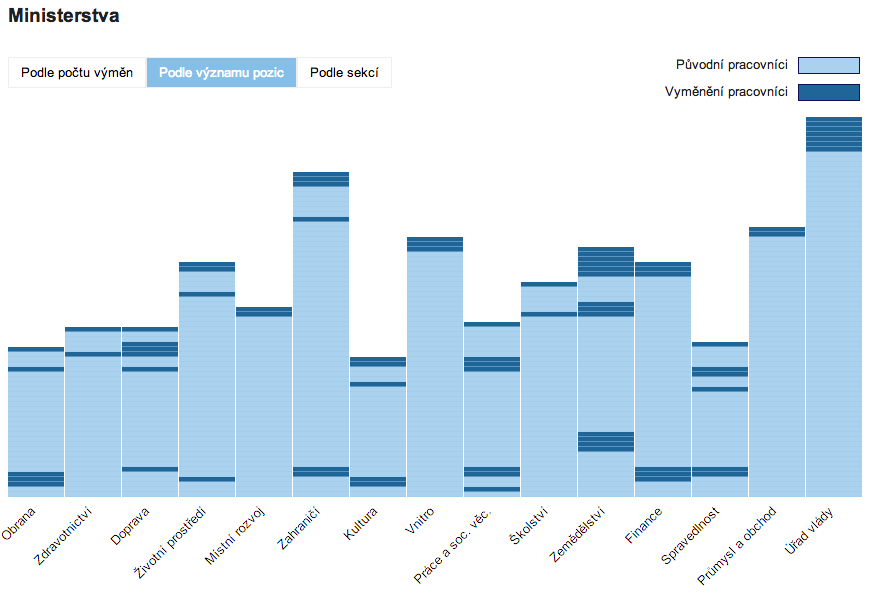 Ministerstva
Podle počtu výměn
Podle významu pozic
Podle sekcí
Původní pracovníci
Vyměnění pracovníci
Obrana
Zdravotnictví
Doprava
Životní prostředí
Místní rozvoj
Zahraničí
Kultura
Vnitro
Práce a soc. věc.
Školství
Zemědělství
Finance
Spravedlnost
Průmysl a obchod
Úřad vlády